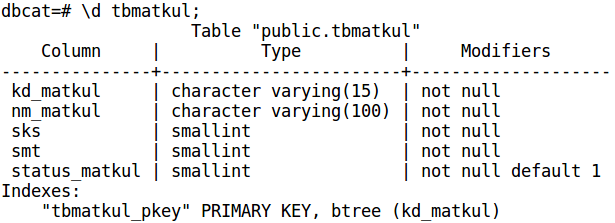 dbcat=# \d tbmatkul;
Table "public.tbmatkul"
Column | Type | Modifiers
---------------+------------------------+--------------------
kd_matkul | character varying(15) | not null
nm_matkul | character varying(100) | not null
sks | smallint | not null
smt | smallint | not null
status_matkul | smallint | not null default 1
Indexes:
"tbmatkul_pkey" PRIMARY KEY, btree (kd_matkul)